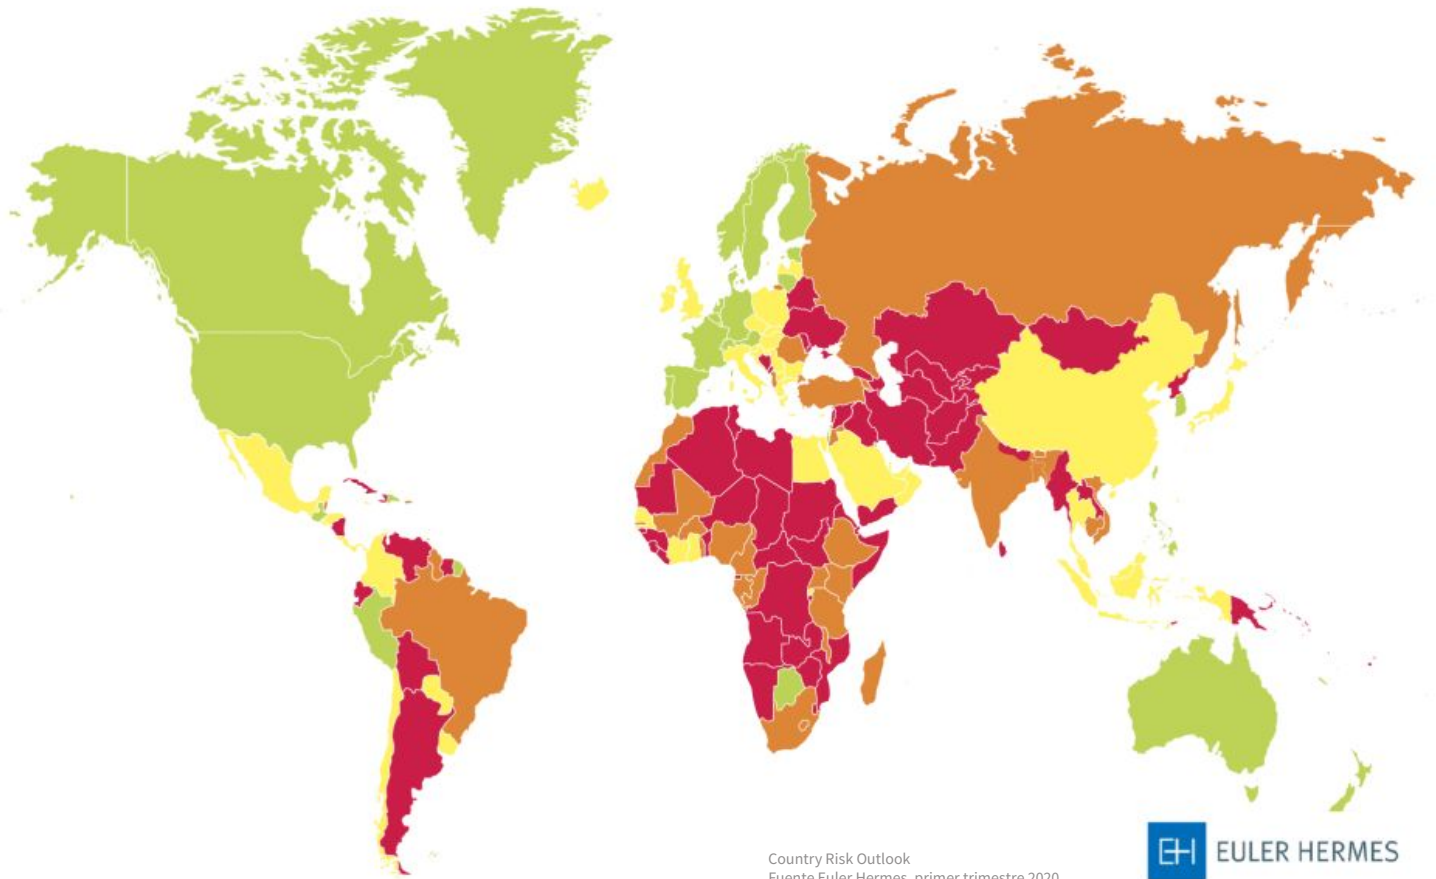 Country Risk Outlook
Fuente Euler Hermes, primer trimestre 2020
EH EULER HERMES